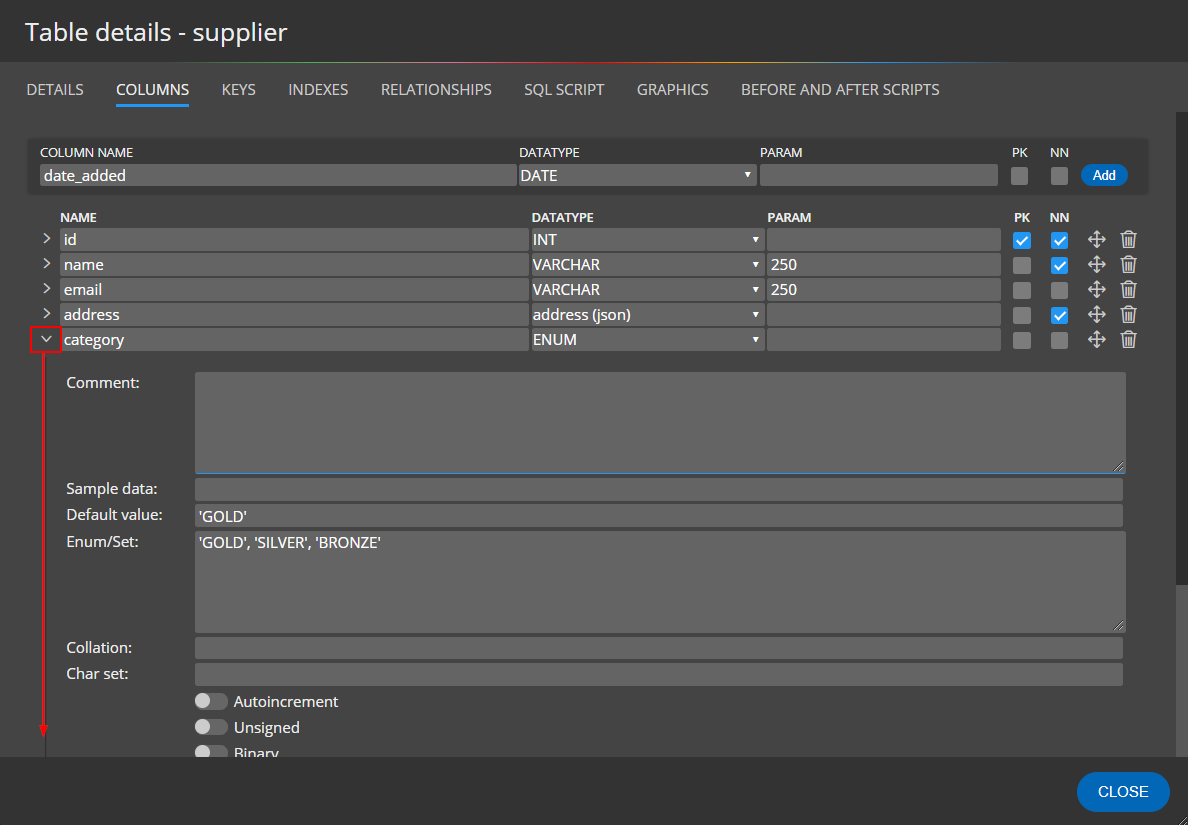 Table details - supplier
DETAILS COLUMNS KEYS INDEXES RELATIONSHIPS SQL SCRIPT GRAPHICS BEFORE AND AFTER SCRIPTS
COLUMN NAME DATATYPE PARAM PK NN
date_added DATE Add
NAME DATATYPE PARAM PK NN
id INT
name VARCHAR 250
email VARCHAR 250
address address (json)
category ENUM
Comment:
Sample data:
Default value: 'GOLD'
Enum/Set: 'GOLD', 'SILVER', 'BRONZE'
Collation:
Char set:
Autoincrement
Unsigned
Binary
CLOSE